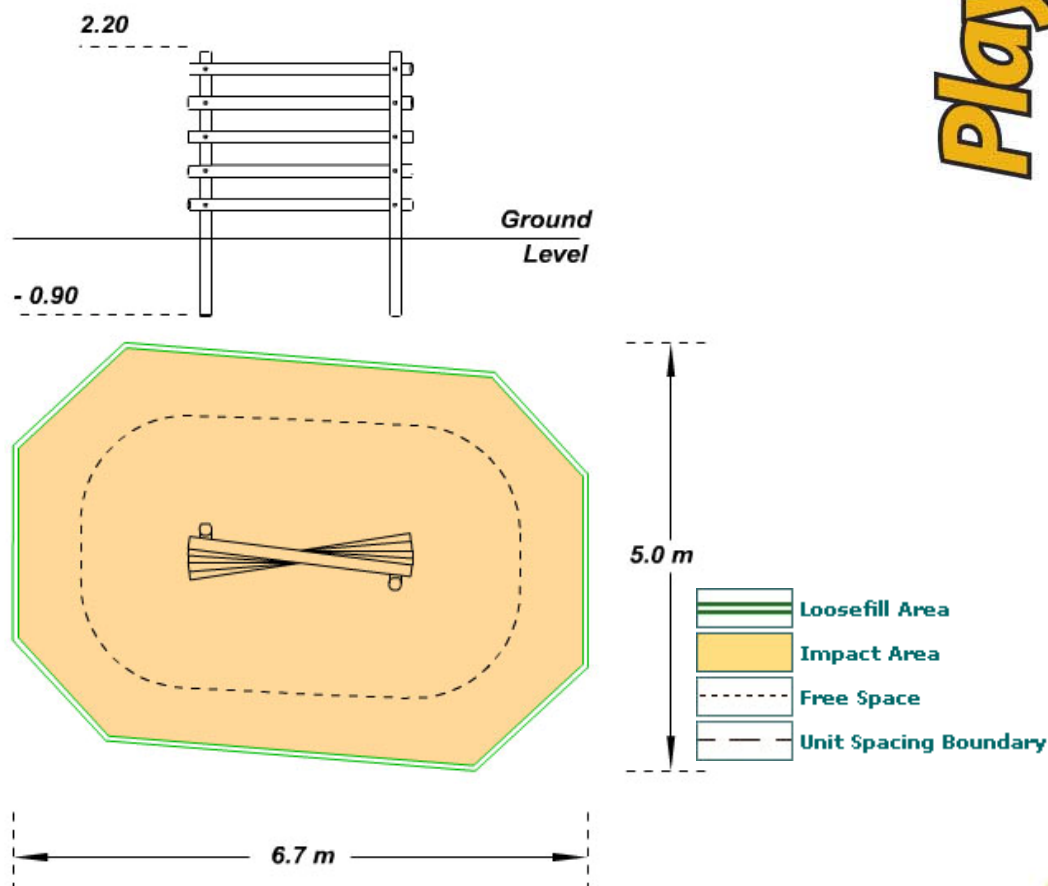 2.20
Play
Ground
Level
- 0.90
5.0 m
Loosefill Area
Impact Area
Free Space
Unit Spacing Boundary
6.7 m